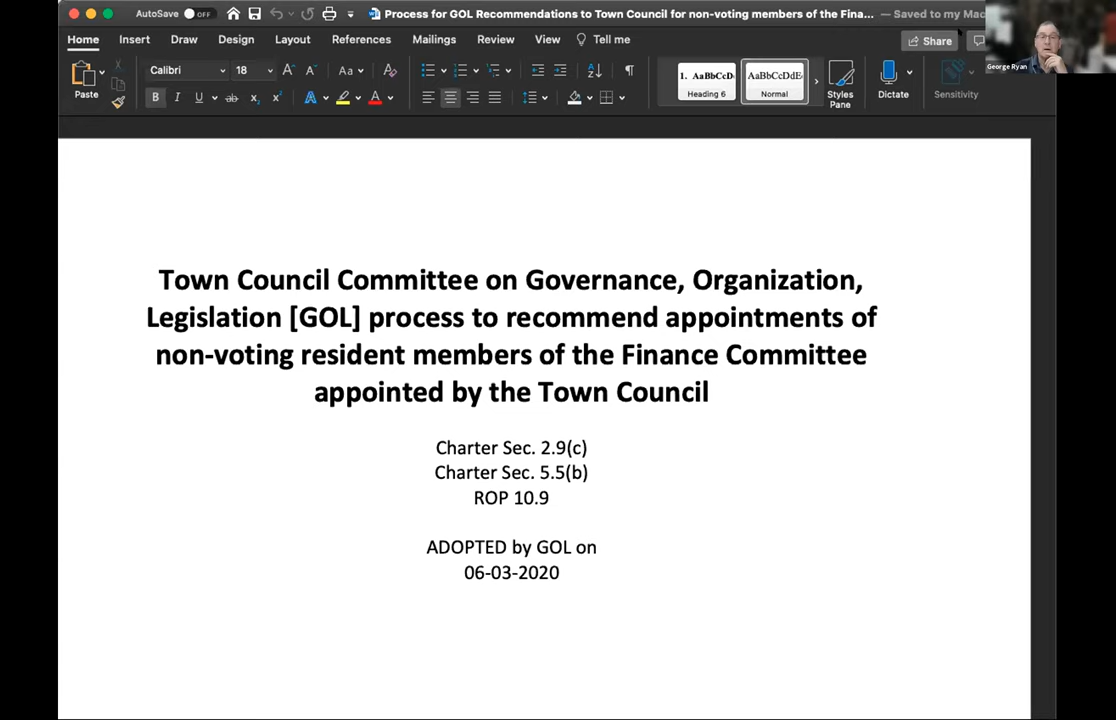 AutoSave OFF
Process for GOL Recommendations to Town Council for non-voting members of the Fina... — Saved to my Mac
Home Insert Draw Design Layout References Mailings Review View Tell me
Share
George Ryan
Paste
Calibri 18
AaBbCcDdE
1. AaBbCcD
Heading 6
Normal
Styles Pane
Dictate
Sensitivity
Town Council Committee on Governance, Organization,
Legislation [GOL] process to recommend appointments of
non-voting resident members of the Finance Committee
appointed by the Town Council
Charter Sec. 2.9(c)
Charter Sec. 5.5(b)
ROP 10.9
ADOPTED by GOL on
06-03-2020